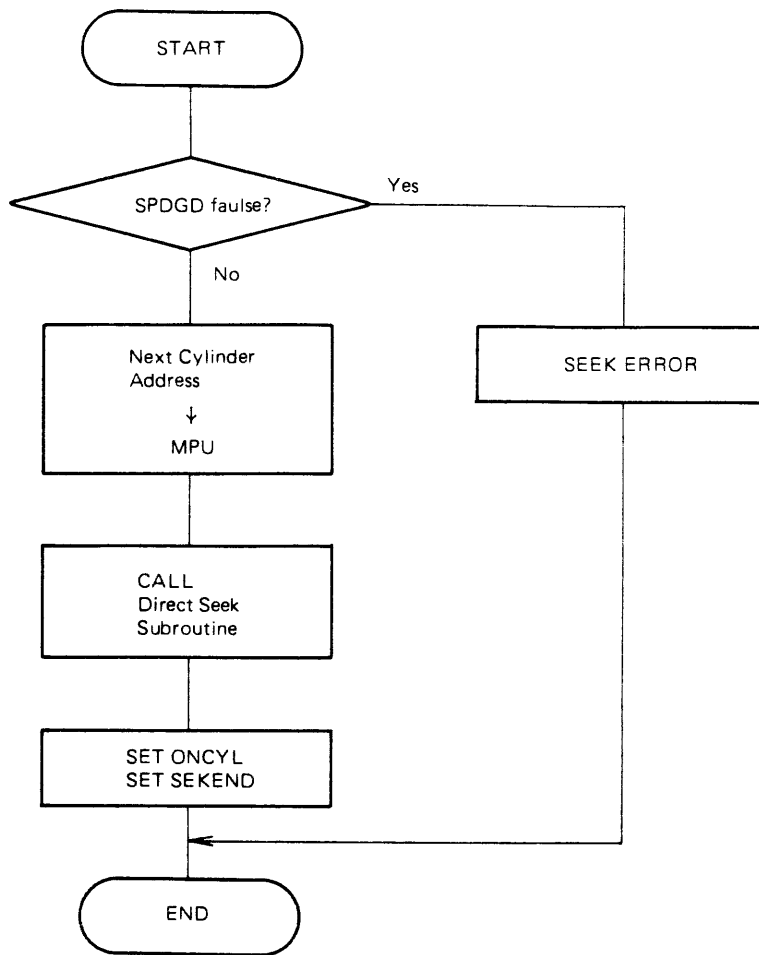 START
SPDGD faulse?
Yes
No
Next Cylinder
Address
↓
MPU
SEEK ERROR
CALL
Direct Seek
Subroutine
SET ONCYL
SET SEKEND
END